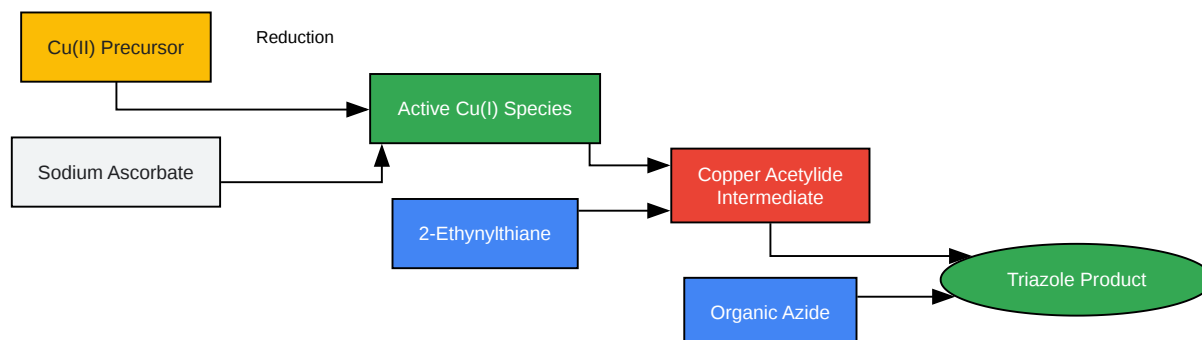 Cu(II) Precursor
Reduction
Active Cu(I) Species
Sodium Ascorbate
Copper Acetylide
Intermediate
2-Ethynylthiane
Triazole Product
Organic Azide